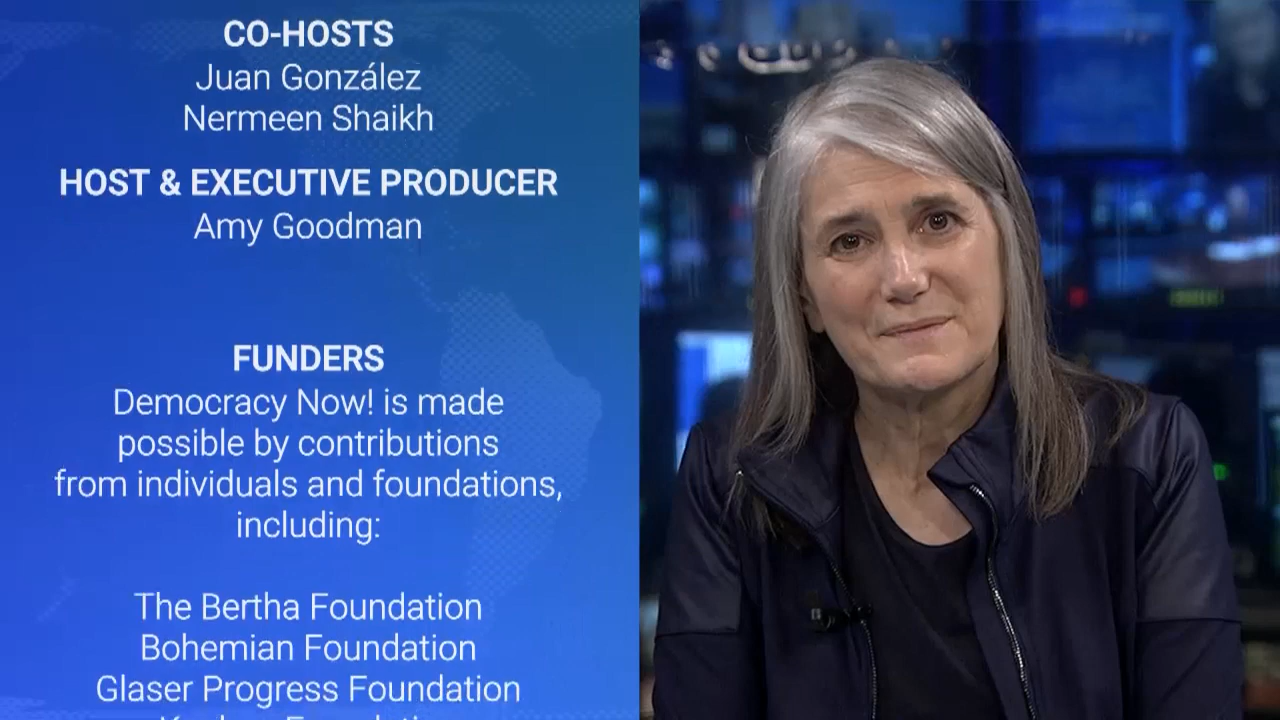 CO-HOSTS
Juan González
Nermeen Shaikh
HOST & EXECUTIVE PRODUCER
Amy Goodman
FUNDERS
Democracy Now! is made
possible by contributions
from individuals and foundations,
including:
The Bertha Foundation
Bohemian Foundation
Glaser Progress Foundation